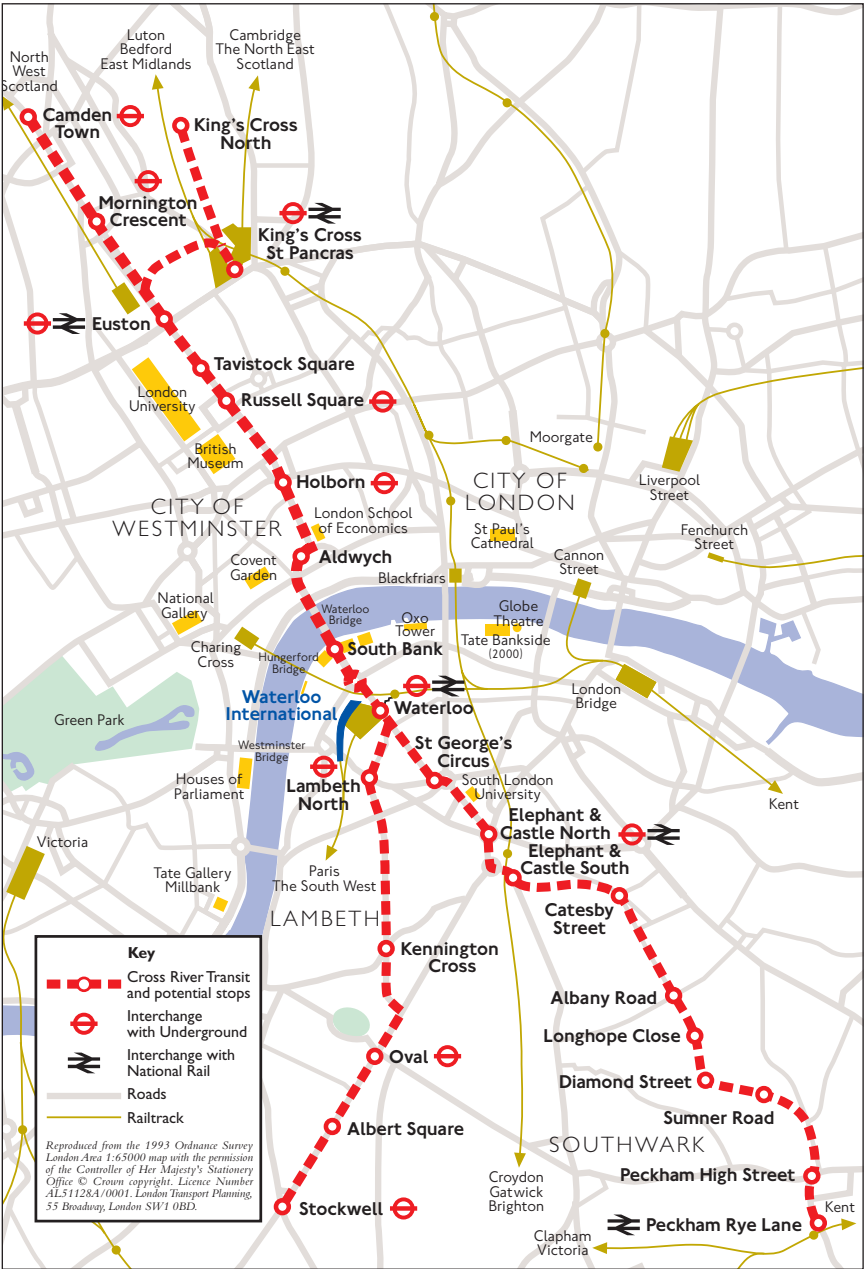 North
West
Scotland
Luton
Bedford
East Midlands
Cambridge
The North East
Scotland
Camden
Town
King's Cross
North
Mornington
Crescent
King's Cross
St Pancras
Euston
Tavistock Square
London
University
Russell Square
British
Museum
Moorgate
Liverpool
Street
Holborn
CITY OF
LONDON
CITY OF
WESTMINSTER
London School
of Economics
St Paul's
Cathedral
Fenchurch
Street
Aldwych
Covent
Garden
Blackfriars
Cannon
Street
National
Gallery
Waterloo
Bridge
Oxo
Tower
Globe
Theatre
Tate Bankside
(2000)
Charing
Cross
Hungerford
Bridge
South Bank
Waterloo
International
Waterloo
London
Bridge
Green Park
Westminster
Bridge
St George's
Circus
Houses of
Parliament
Lambeth
North
South London
University
Kent
Elephant &
Castle North
Elephant &
Castle South
Victoria
Tate Gallery
Millbank
Paris
The South West
LAMBETH
Catesby
Street
Kennington
Cross
Albany Road
Longhope Close
Oval
Diamond Street
Sumner Road
Albert Square
SOUTHWARK
Croydon
Gatwick
Brighton
Peckham High Street
Stockwell
Peckham Rye Lane
Kent
Clapham
Victoria
Key
Cross River Transit
and potential stops
Interchange
with Underground
Interchange with
National Rail
Roads
Railtrack
Reproduced from the 1993 Ordnance Survey
London Area 1:65000 map with the permission
of the Controller of Her Majesty's Stationery
Office © Crown copyright. Licence Number
AL51128A/0001. London Transport Planning,
55 Broadway, London SW1 0BD.